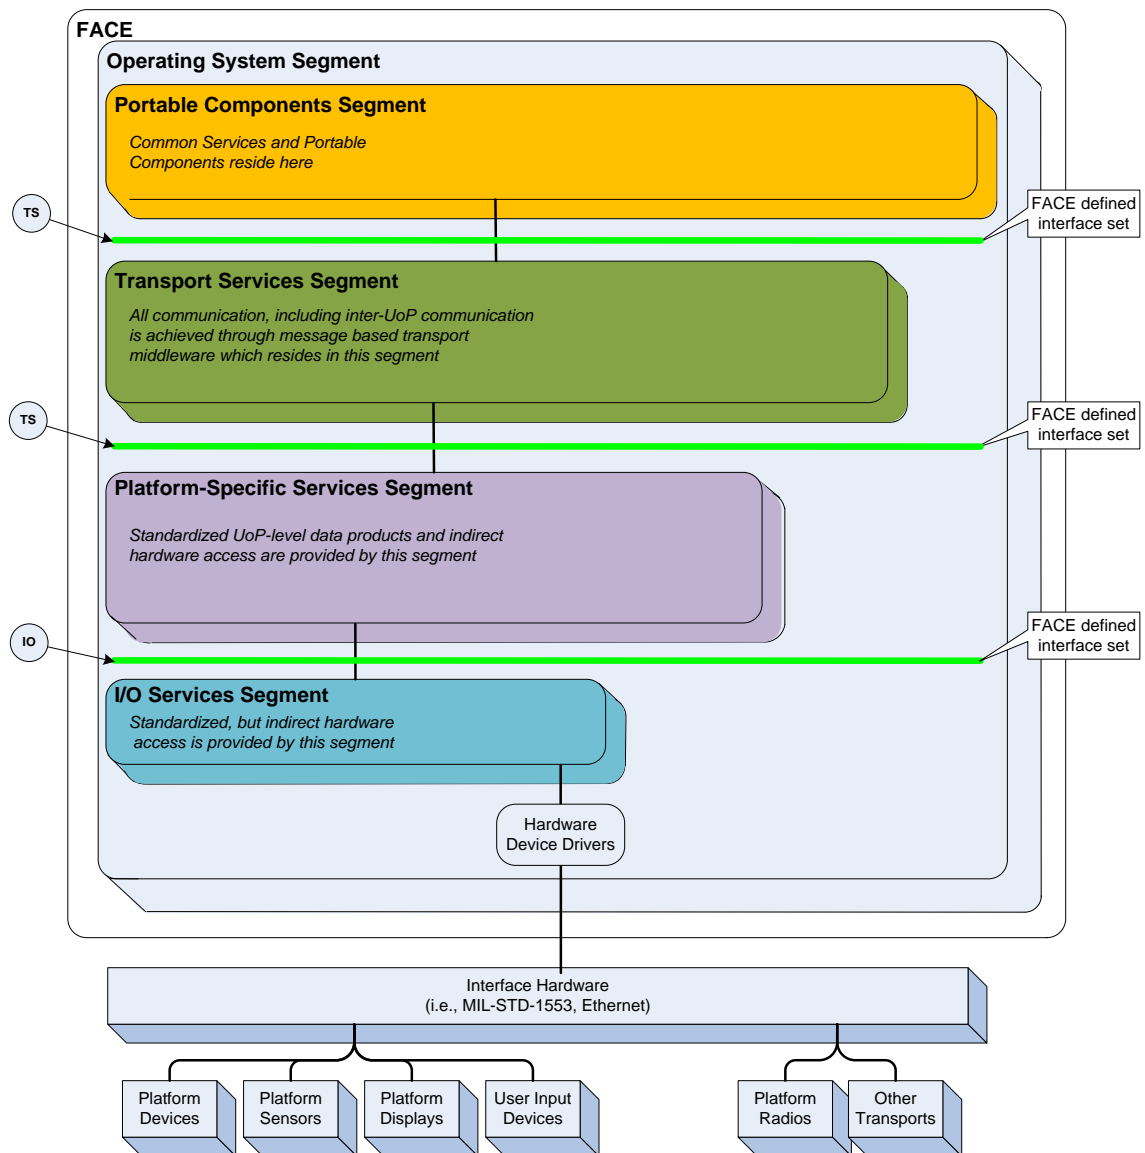 FACE
Operating System Segment
Portable Components Segment
Common Services and Portable
Components reside here
TS
FACE defined
interface set
Transport Services Segment
All communication, including inter-UoP communication
is achieved through message based transport
middleware which resides in this segment
TS
FACE defined
interface set
Platform-Specific Services Segment
Standardized UoP-level data products and indirect
hardware access are provided by this segment
IO
FACE defined
interface set
I/O Services Segment
Standardized, but indirect hardware
access is provided by this segment
Hardware
Device Drivers
Interface Hardware
(i.e., MIL-STD-1553, Ethernet)
Platform
Devices
Platform
Sensors
Platform
Displays
User Input
Devices
Platform
Radios
Other
Transports